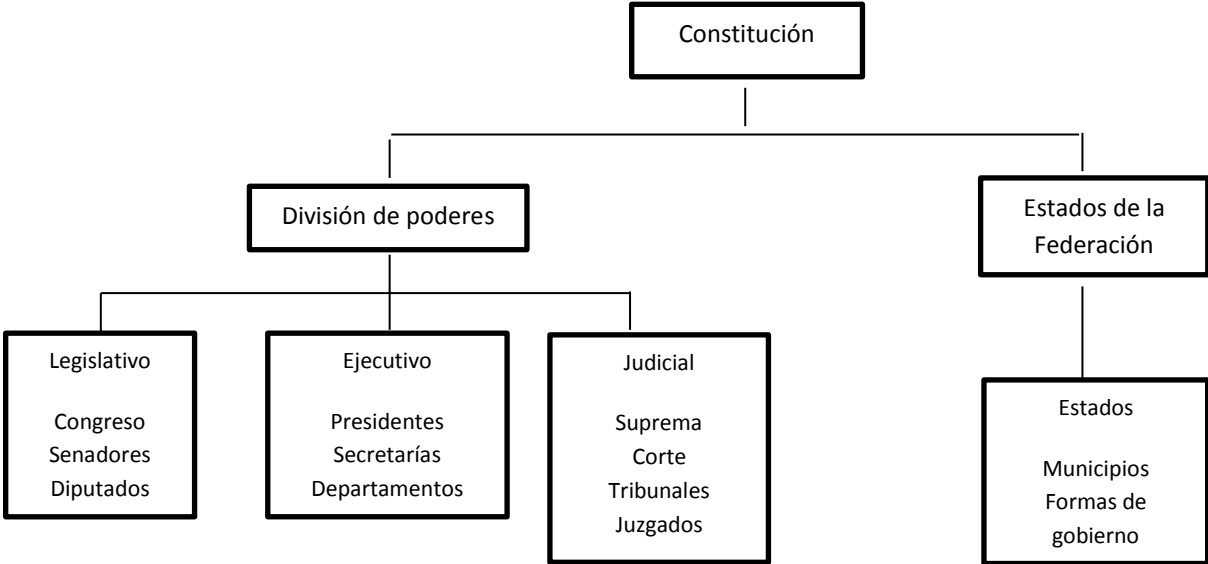 Constitución
División de poderes
Estados de la
Federación
Legislativo
Congreso
Senadores
Diputados
Ejecutivo
Presidentes
Secretarías
Departamentos
Judicial
Suprema
Corte
Tribunales
Juzgados
Estados
Municipios
Formas de
gobierno